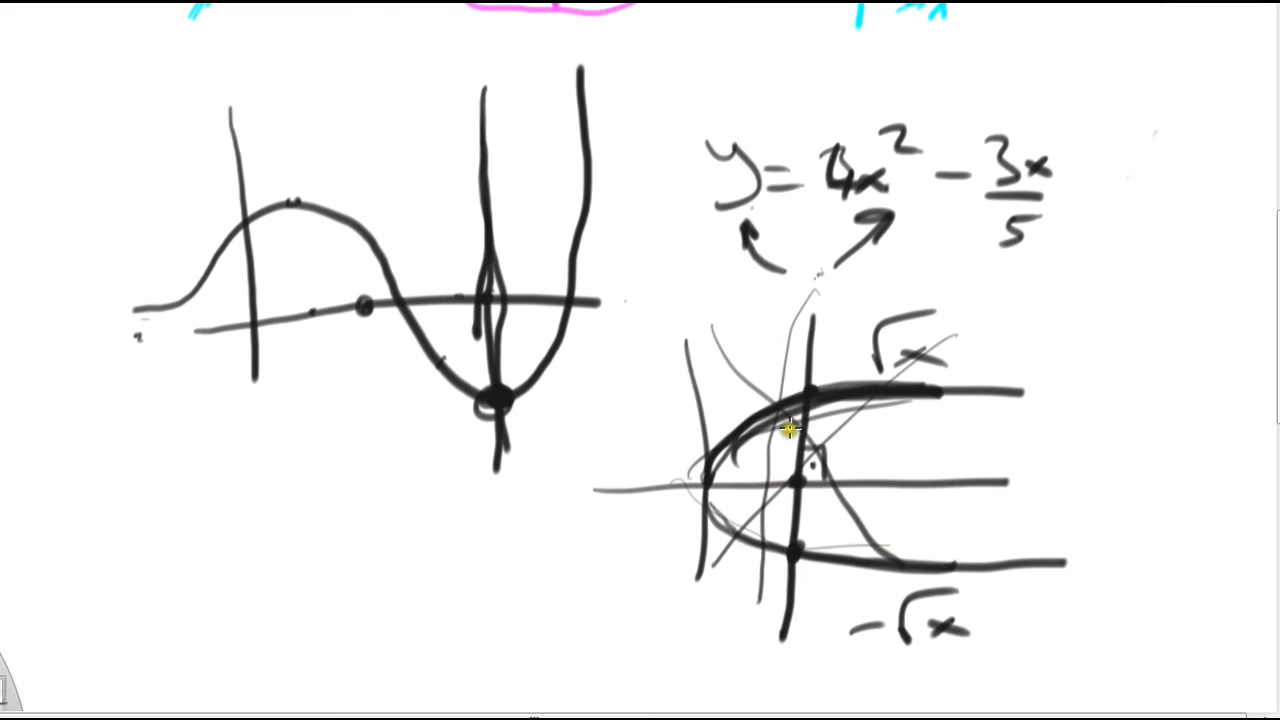 y = 4x² - 3x/5
√x
-√x